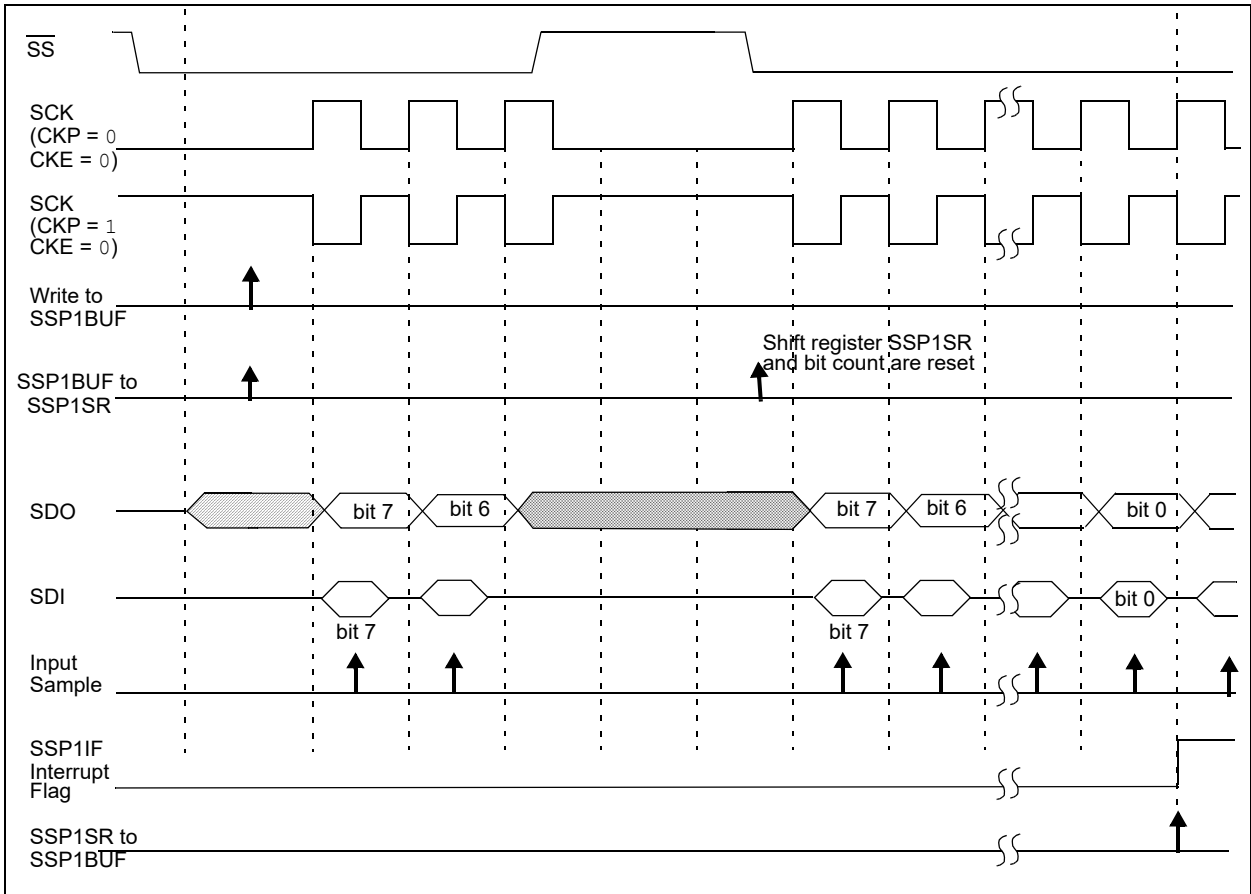 SS
SCK
(CKP = 0
CKE = 0)
SCK
(CKP = 1
CKE = 0)
Write to
SSP1BUF
Shift register SSP1SR
and bit count are reset
SSP1BUF to
SSP1SR
SDO
bit 7
bit 6
bit 7
bit 6
bit 0
SDI
bit 0
bit 7
bit 7
Input
Sample
SSP1IF
Interrupt
Flag
SSP1SR to
SSP1BUF